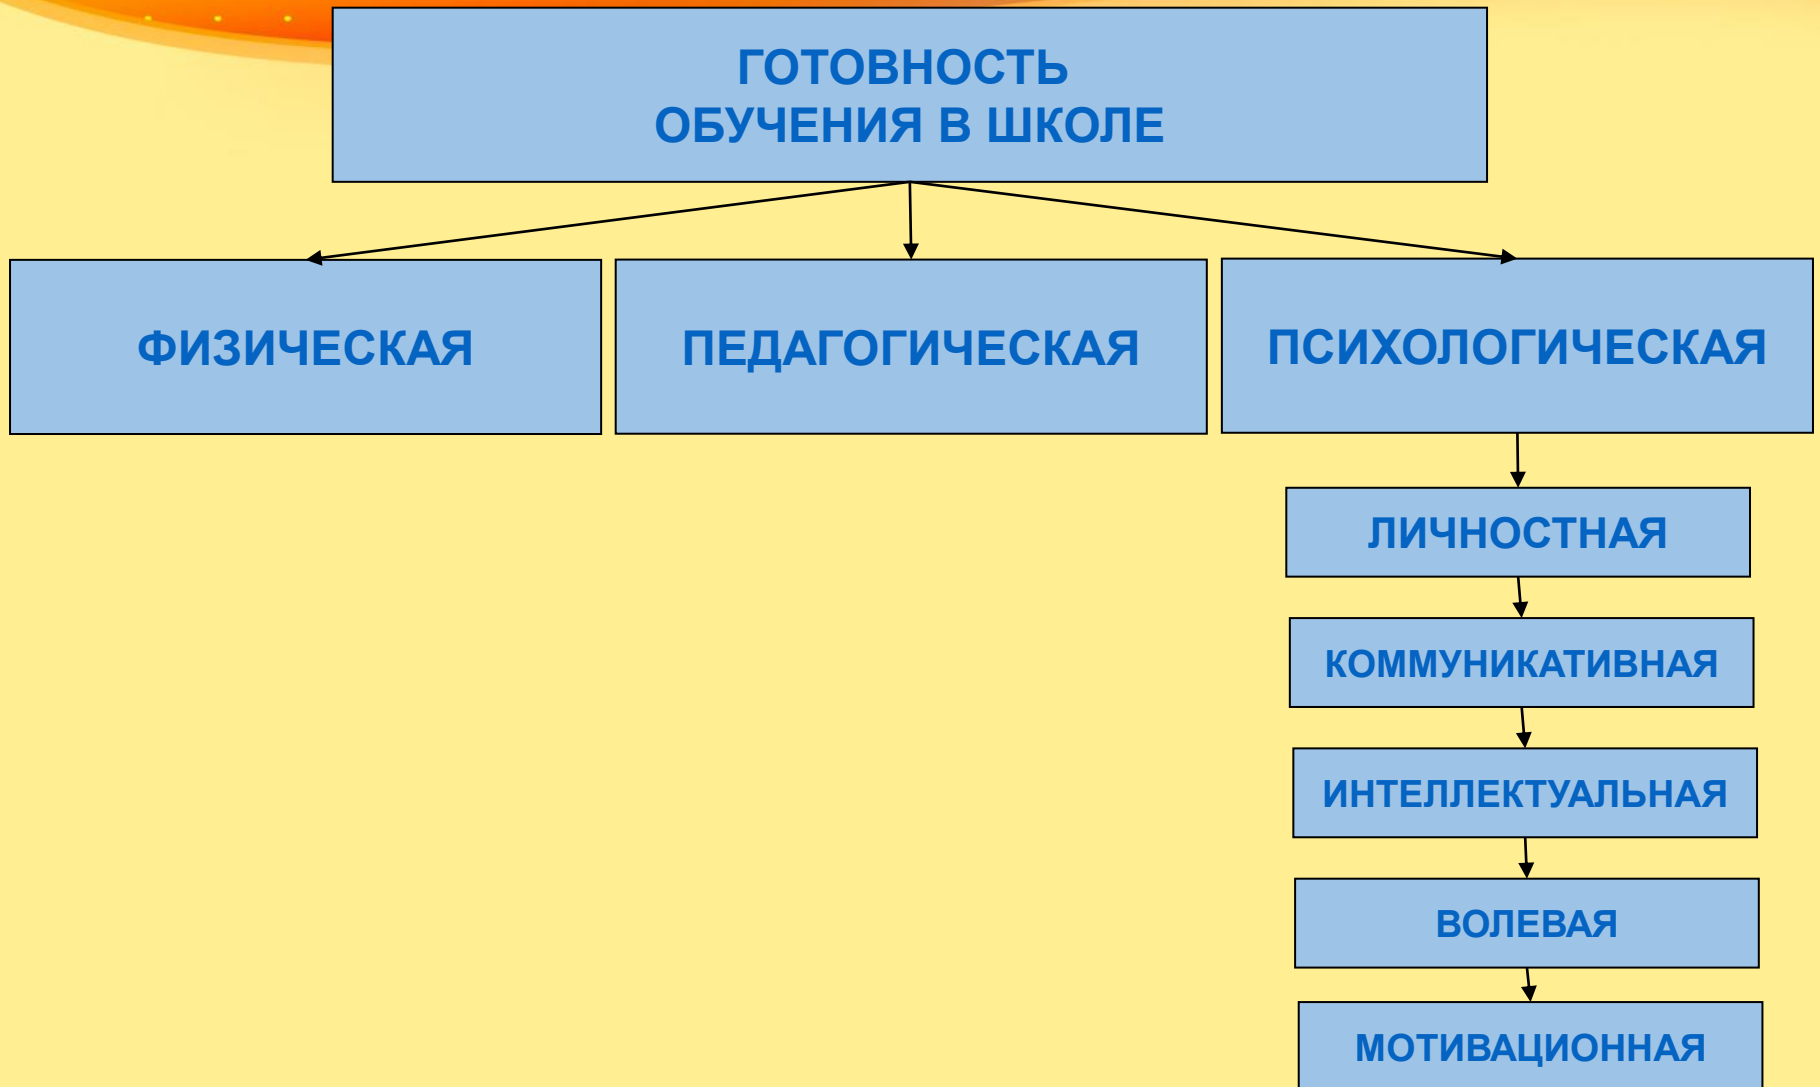 ГОТОВНОСТЬ
ОБУЧЕНИЯ В ШКОЛЕ
ФИЗИЧЕСКАЯ
ПЕДАГОГИЧЕСКАЯ
ПСИХОЛОГИЧЕСКАЯ
ЛИЧНОСТНАЯ
КОММУНИКАТИВНАЯ
ИНТЕЛЛЕКТУАЛЬНАЯ
ВОЛЕВАЯ
МОТИВАЦИОННАЯ